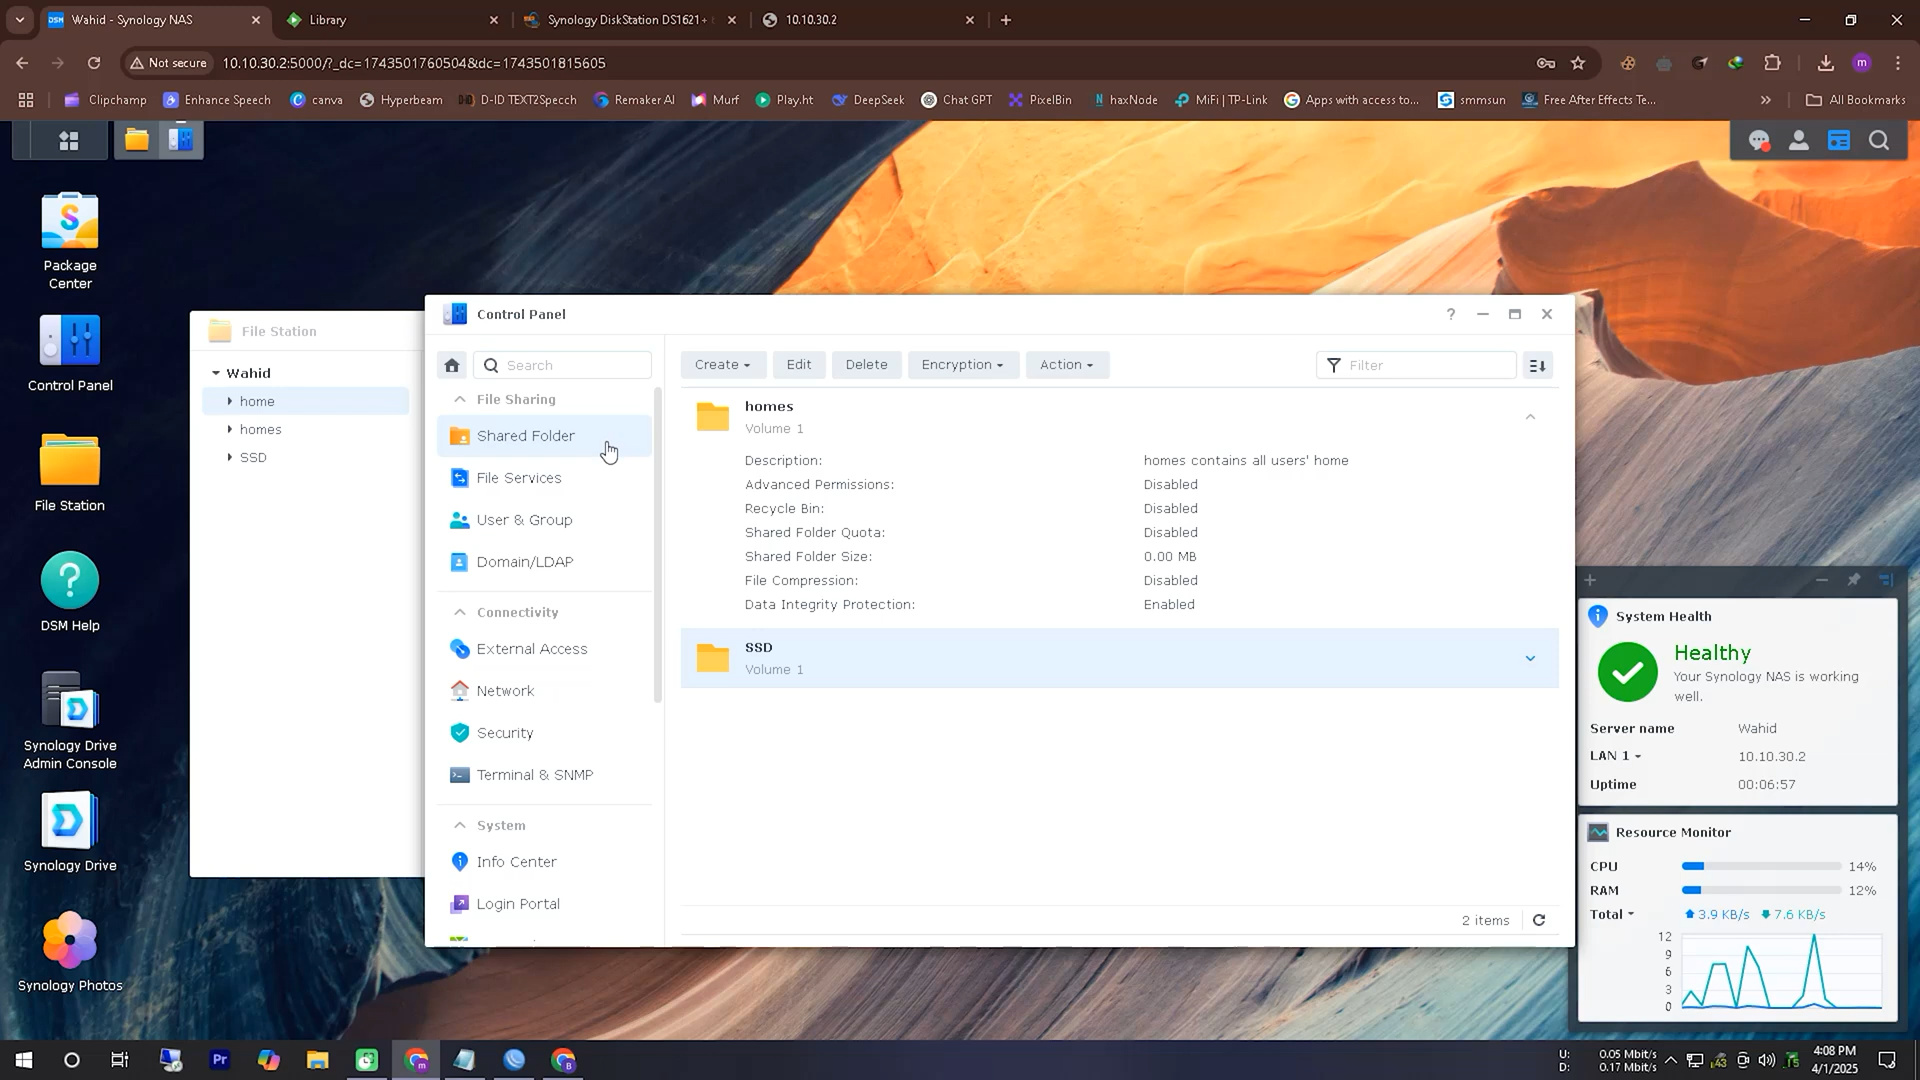 DSM Wahid - Synology NAS
Library
Synology DiskStation DS1621+
10.10.30.2
Not secure
10.10.30.2:5000/?_dc=1743501760504&dc=1743501815605
m
Clipchamp
Enhance Speech
canva
Hyperbeam
D-ID TEXT2Specch
Remaker AI
Murf
Play.ht
DeepSeek
Chat GPT
PixelBin
haxNode
MiFi | TP-Link
Apps with access to...
smmsun
Free After Effects Te...
All Bookmarks
Package
Center
Control Panel
File Station
DSM Help
Synology Drive
Admin Console
Synology Drive
Synology Photos
File Station
Wahid
home
homes
SSD
Control Panel
Search
File Sharing
Shared Folder
File Services
User & Group
Domain/LDAP
Connectivity
External Access
Network
Security
Terminal & SNMP
System
Info Center
Login Portal
Create
Edit
Delete
Encryption
Action
Filter
homes
Volume 1
Description: homes contains all users' home
Advanced Permissions: Disabled
Recycle Bin: Disabled
Shared Folder Quota: Disabled
Shared Folder Size: 0.00 MB
File Compression: Disabled
Data Integrity Protection: Enabled
SSD
Volume 1
2 items
System Health
Healthy
Your Synology NAS is working
well.
Server name Wahid
LAN 1 10.10.30.2
Uptime 00:06:57
Resource Monitor
CPU 14%
RAM 12%
Total 3.9 KB/s 7.6 KB/s
12
9
6
3
0
Pr
U: 0.05 Mbit/s
D: 0.17 Mbit/s
43
4:08 PM
4/1/2025